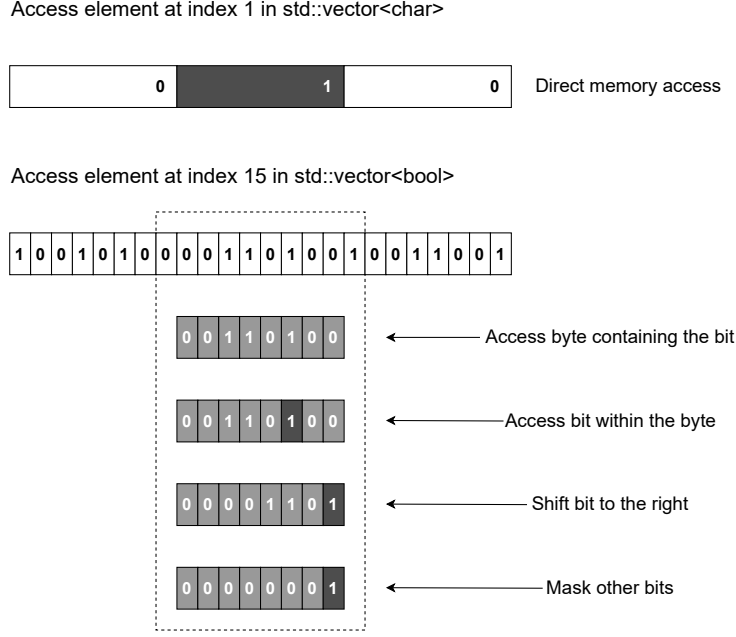 Access element at index 1 in std::vector<char>
0 1 0 Direct memory access
Access element at index 15 in std::vector<bool>
1 0 0 1 0 1 0 0 0 0 1 1 0 1 0 0 1 0 0 1 1 0 0 1
0 0 1 1 0 1 0 0 Access byte containing the bit
0 0 1 1 0 1 0 0 Access bit within the byte
0 0 0 0 1 1 0 1 Shift bit to the right
0 0 0 0 0 0 0 1 Mask other bits